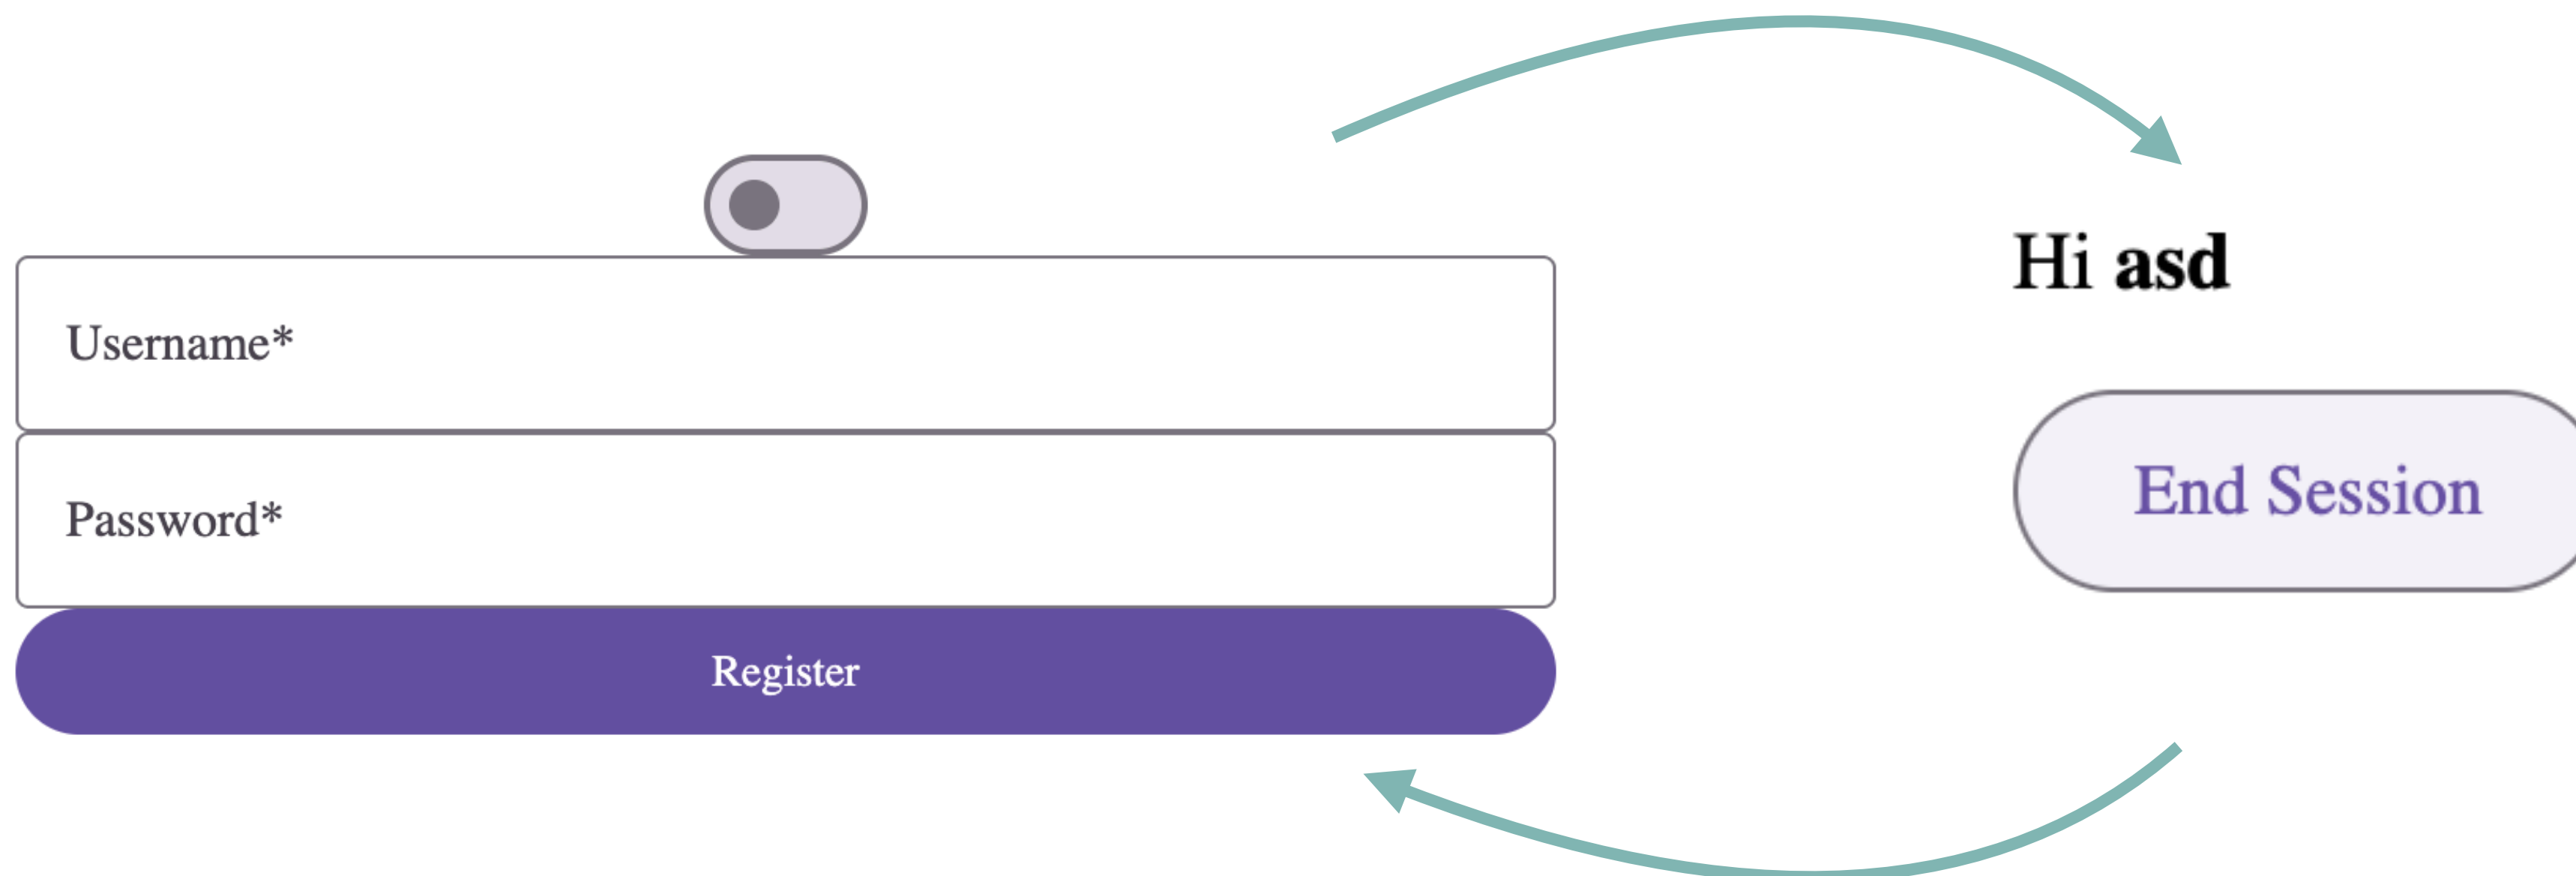 Username*
Password*
Register
Hi asd
End Session